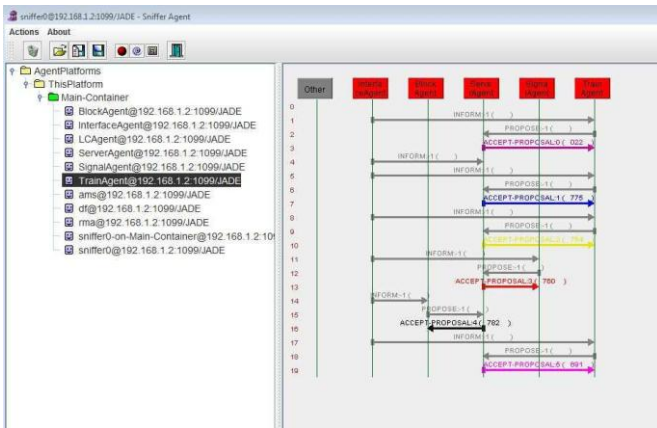 sniffer0@192.168.1.2:1099/JADE - Sniffer Agent
Actions About
AgentPlatforms
ThisPlatform
Main-Container
BlockAgent@192.168.1.2:1099/JADE
InterfaceAgent@192.168.1.2:1099/JADE
LCAgent@192.168.1.2:1099/JADE
ServerAgent@192.168.1.2:1099/JADE
SignalAgent@192.168.1.2:1099/JADE
TrainAgent@192.168.1.2:1099/JADE
ams@192.168.1.2:1099/JADE
df@192.168.1.2:1099/JADE
rma@192.168.1.2:1099/JADE
sniffer0-on-Main-Container@192.168.1.2:10
sniffer0@192.168.1.2:1099/JADE
Other
Train Agent
0
1 INFORM:-1( )
2 PROPOSE:-1( )
3 ACCEPT-PROPOSAL:0( 022 )
4 INFORM:-1( )
5 INFORM:-1( )
6 PROPOSE:-1( )
7 ACCEPT-PROPOSAL:1( 775 )
8 INFORM:-1( )
9 PROPOSE:-1( )
10
11 INFORM:-1( )
12 PROPOSE:-1( )
13 ACCEPT-PROPOSAL:3( 760 )
14 INFORM:-1( )
15 PROPOSE:-1( )
16 ACCEPT-PROPOSAL:4( 782 )
17 INFORM:-1( )
18 PROPOSE:-1( )
19 ACCEPT-PROPOSAL:5( 691 )